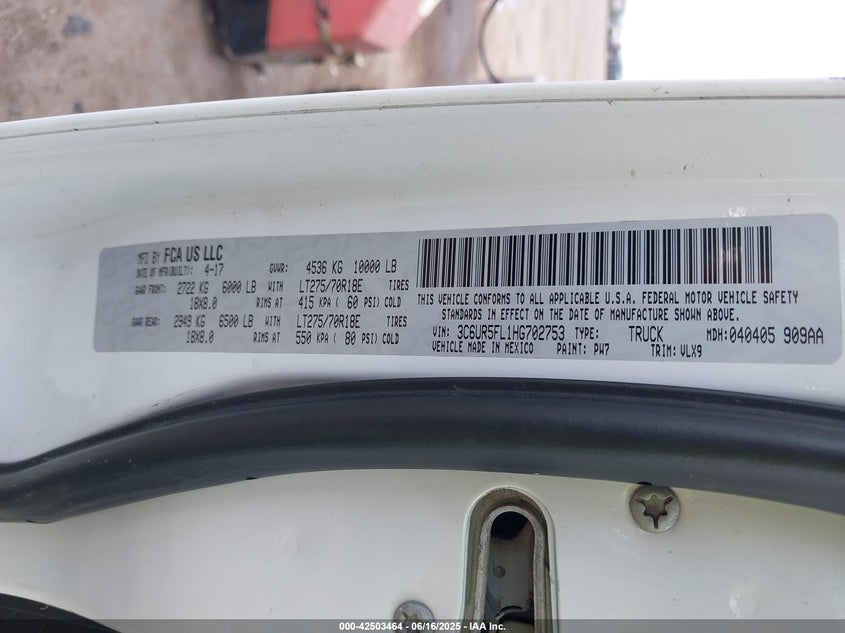 MFD BY FCA US LLC
DATE OF MFR(BUILT): 4-17 GVWR: 4536 KG 10000 LB
GAWR FRONT: 2722 KG 6000 LB WITH LT275/70R18E TIRES
18X8.0 RIMS AT 415 KPA ( 60 PSI) COLD
GAWR REAR: 2949 KG 6500 LB WITH LT275/70R18E TIRES
18X8.0 RIMS AT 550 KPA ( 80 PSI) COLD
THIS VEHICLE CONFORMS TO ALL APPLICABLE U.S.A. FEDERAL MOTOR VEHICLE SAFETY
STANDARDS IN EFFECT ON THE DATE OF MANUFACTURE SHOWN ABOVE.
VIN: 3C6UR5FL1HG702753 TYPE: TRUCK MDH:040405 909AA
VEHICLE MADE IN MEXICO PAINT: PW7 TRIM: VLX9
000-42503464 - 06/16/2025 - IAA Inc.